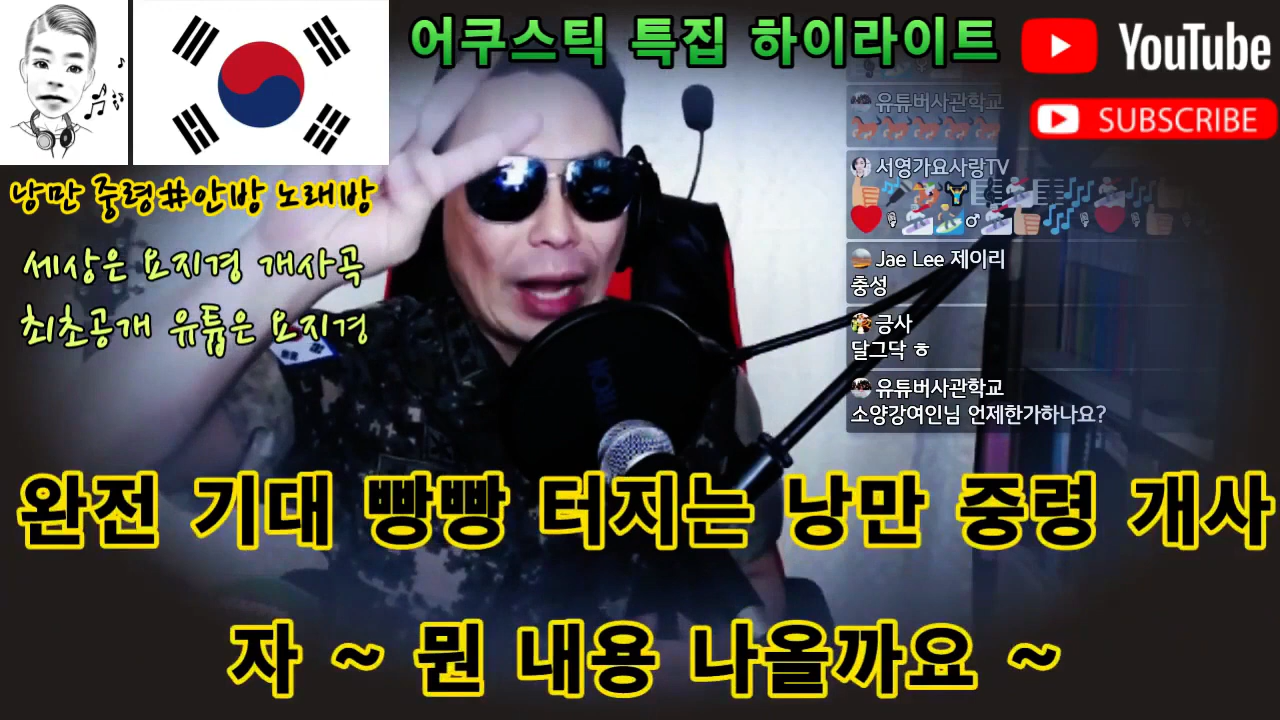 어쿠스틱 특집 하이라이트
YouTube
SUBSCRIBE
낭만 중령#안방 노래방
세상은 요지경 개사곡
최초공개 유튭은 요지경
유튜버사관학교
서영가요사랑TV
Jae Lee 제이리
충성
긍사
달그닥 ㅎ
유튜버사관학교
소양강여인님 언제한가하나요?
완전 기대 빵빵 터지는 낭만 중령 개사
자 ~ 뭔 내용 나올까요 ~